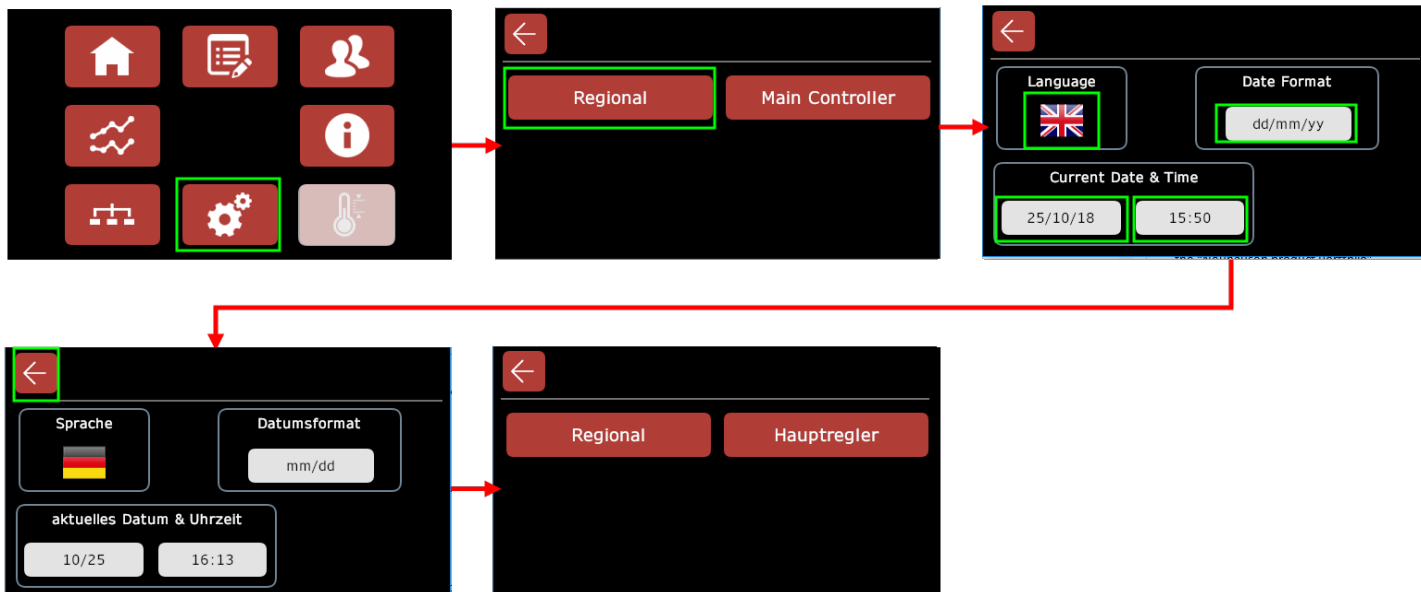 Regional
Main Controller
Language
Date Format
dd/mm/yy
Current Date & Time
25/10/18
15:50
Sprache
Datumsformat
mm/dd
aktuelles Datum & Uhrzeit
10/25
16:13
Regional
Hauptregler